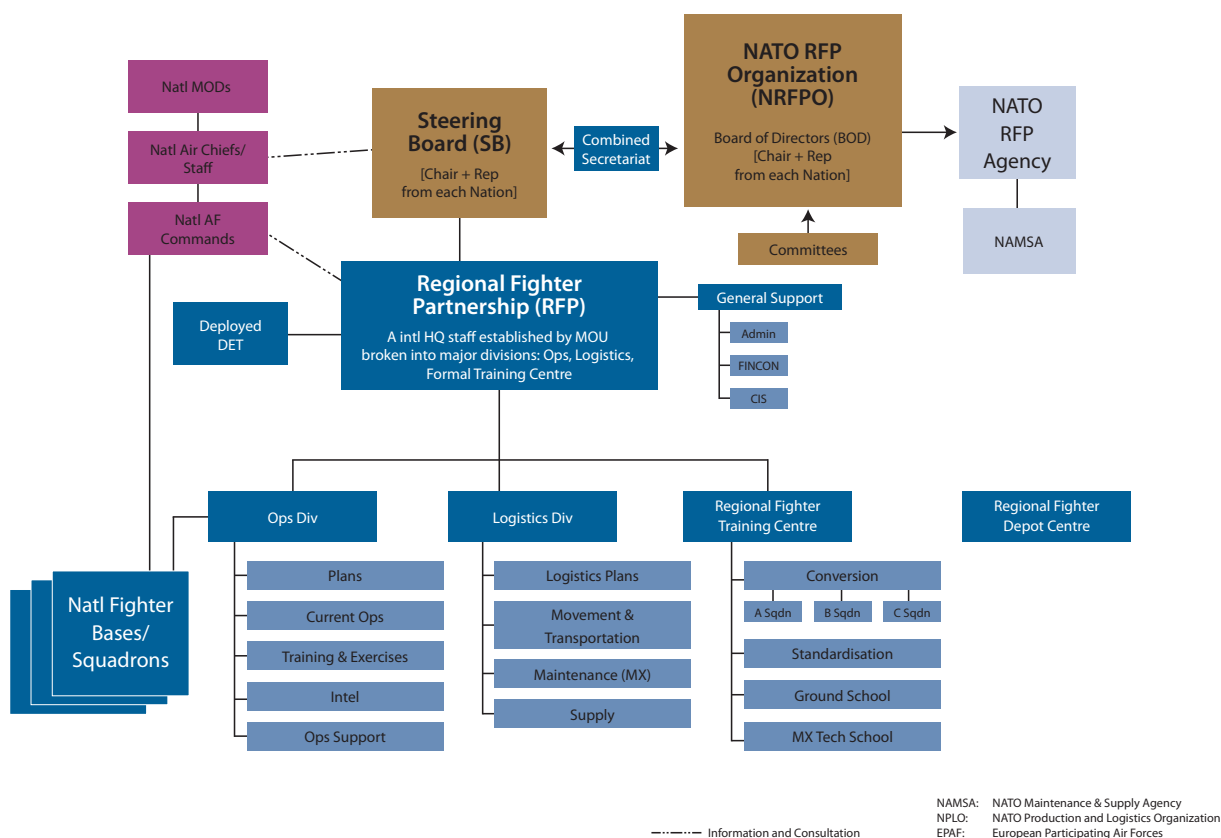 Natl MODs
Natl Air Chiefs/
Staff
Natl AF
Commands
Steering
Board (SB)
[Chair + Rep
from each Nation]
Combined
Secretariat
NATO RFP
Organization
(NRFPO)
Board of Directors (BOD)
[Chair + Rep
from each Nation]
Committees
NATO
RFP
Agency
NAMSA
Deployed
DET
Regional Fighter
Partnership (RFP)
A intl HQ staff established by MOU
broken into major divisions: Ops, Logistics,
Formal Training Centre
General Support
Admin
FINCON
CIS
Natl Fighter
Bases/
Squadrons
Ops Div
Plans
Current Ops
Training & Exercises
Intel
Ops Support
Logistics Div
Logistics Plans
Movement &
Transportation
Maintenance (MX)
Supply
Regional Fighter
Training Centre
Conversion
A Sqdn
B Sqdn
C Sqdn
Standardisation
Ground School
MX Tech School
Regional Fighter
Depot Centre
Information and Consultation
NAMSA: NATO Maintenance & Supply Agency
NPLO: NATO Production and Logistics Organization
EPAF: European Participating Air Forces